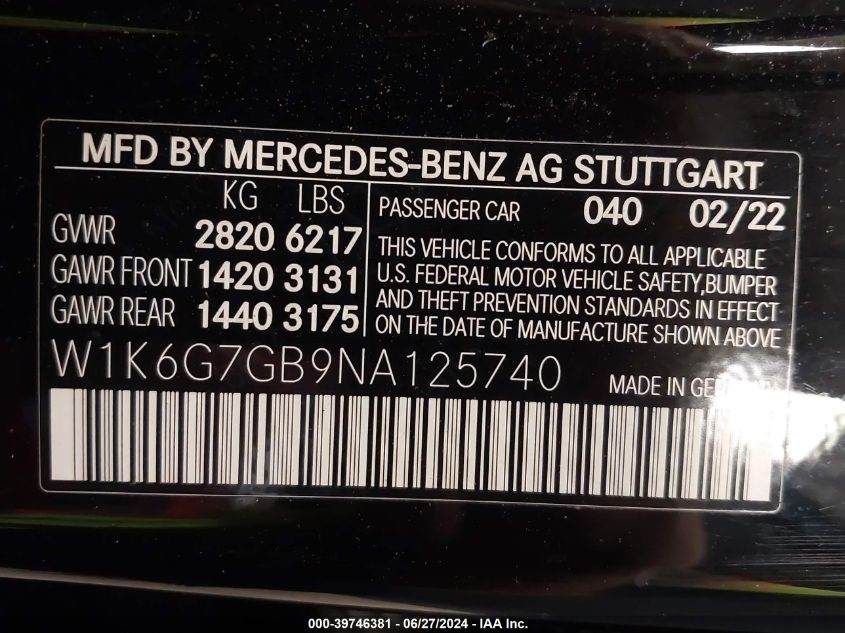 MFD BY MERCEDES-BENZ AG STUTTGART
KG LBS
GVWR 2820 6217
GAWR FRONT 1420 3131
GAWR REAR 1440 3175
PASSENGER CAR 040 02/22
THIS VEHICLE CONFORMS TO ALL APPLICABLE
U.S. FEDERAL MOTOR VEHICLE SAFETY, BUMPER
AND THEFT PREVENTION STANDARDS IN EFFECT
ON THE DATE OF MANUFACTURE SHOWN ABOVE
W1K6G7GB9NA125740
MADE IN GERMANY
000-39746381 - 06/27/2024 - IAA Inc.